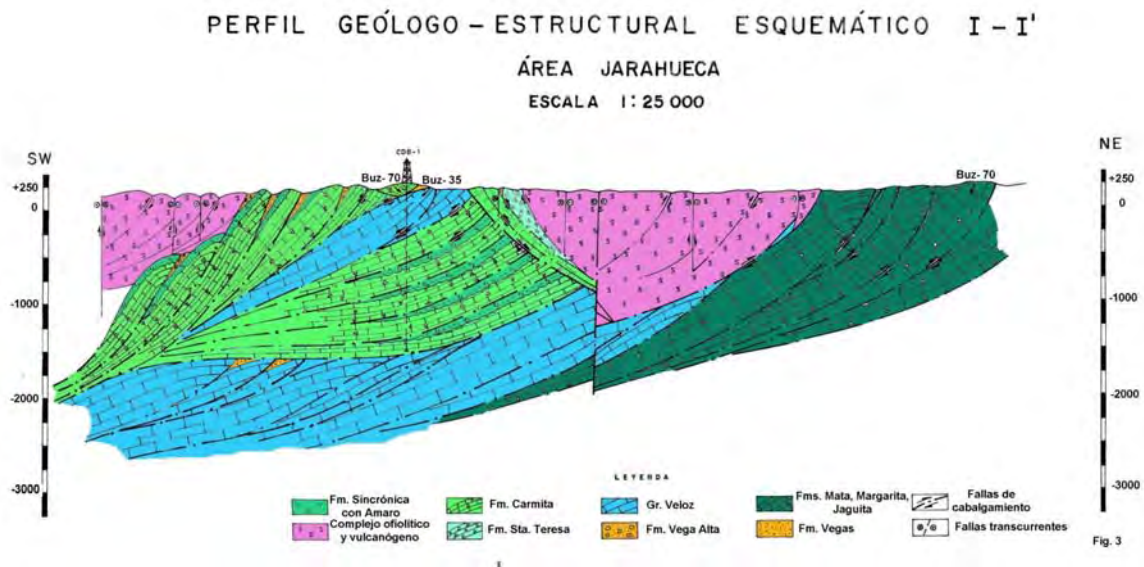 PERFIL GEÓLOGO - ESTRUCTURAL ESQUEMÁTICO I - I'
ÁREA JARAHUECA
ESCALA 1:25 000
SW
NE
CDB-1
Buz- 70
Buz- 35
Buz- 70
+250
0
-1000
-2000
-3000
+250
0
-1000
-2000
-3000
LEYENDA
Fm. Sincrónica
con Amaro
Fm. Carmita
Gr. Veloz
Fms. Mata, Margarita,
Jaguita
Fallas de
cabalgamiento
Complejo ofiolítico
y vulcanógeno
Fm. Sta. Teresa
Fm. Vega Alta
Fm. Vegas
Fallas transcurrentes
Fig. 3